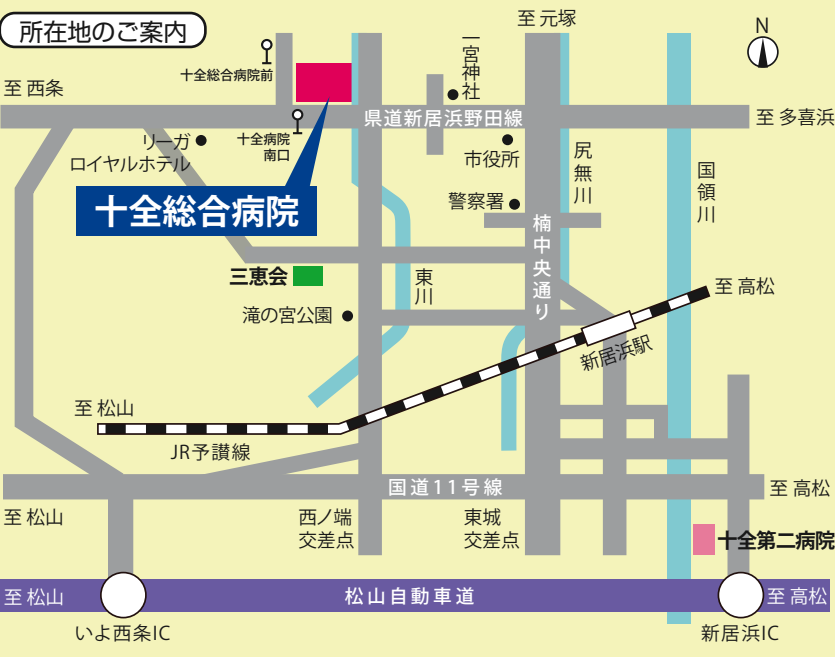 所在地のご案内
至 元塚
N
十全総合病院前
一宮神社
至 西条
県道新居浜野田線
至 多喜浜
リーガ
ロイヤルホテル
十全病院
南口
市役所
尻無川
国領川
警察署
十全総合病院
楠中央通り
三恵会
東川
至 高松
滝の宮公園
新居浜駅
至 松山
JR予讃線
国道11号線
至 高松
至 松山
西ノ端
交差点
東城
交差点
十全第二病院
至 松山
松山自動車道
至 高松
いよ西条IC
新居浜IC